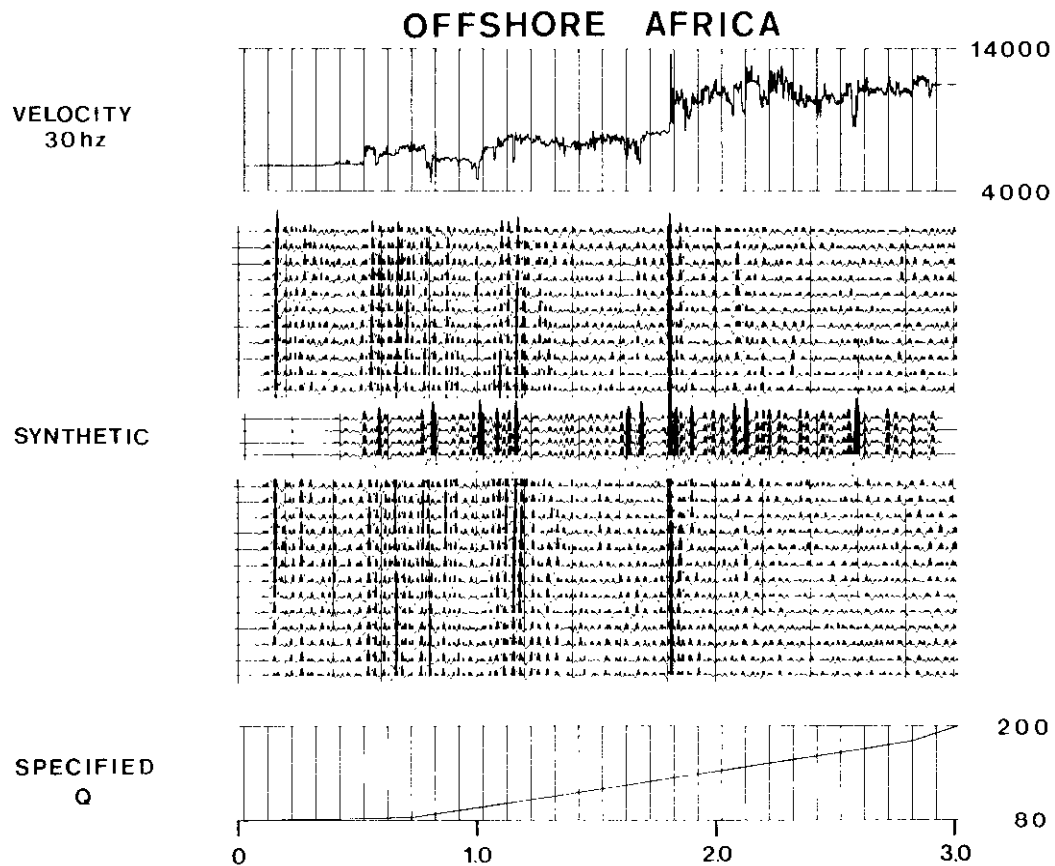 OFFSHORE AFRICA
14000
VELOCITY
30hz
4000
SYNTHETIC
200
SPECIFIED
Q
80
0 1.0 2.0 3.0